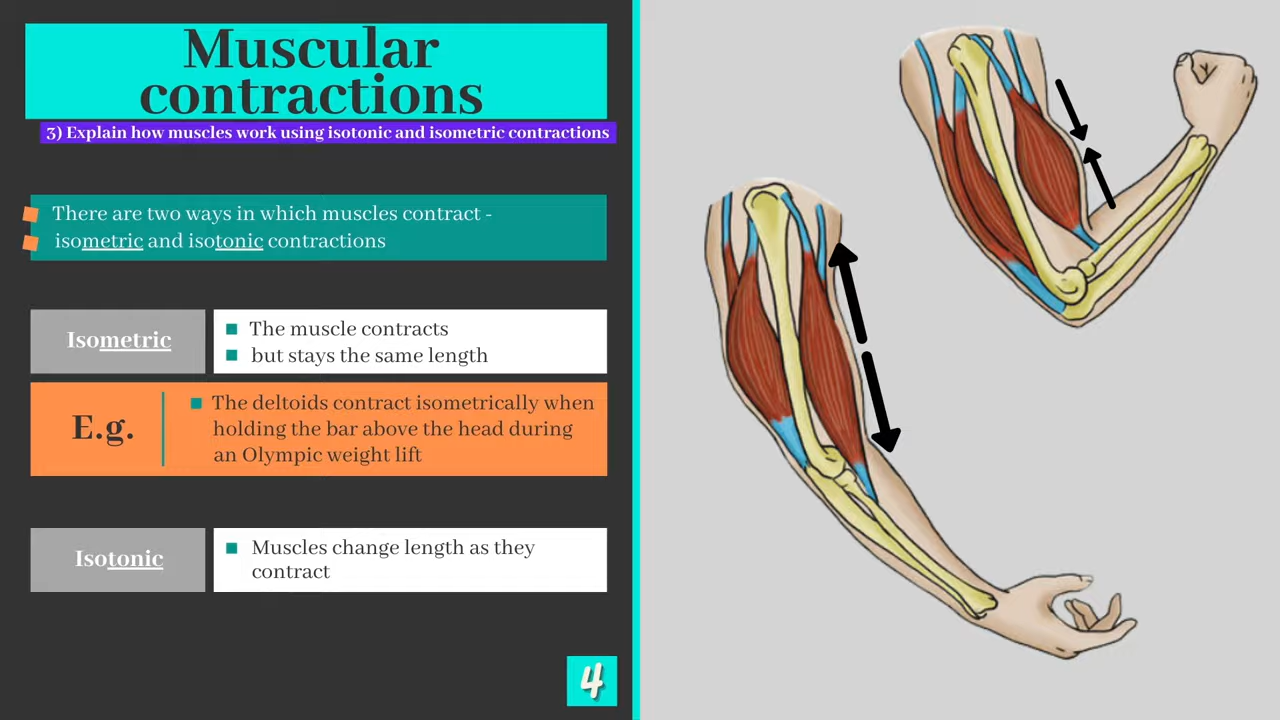 Muscular
contractions
3) Explain how muscles work using isotonic and isometric contractions
There are two ways in which muscles contract -
isometric and isotonic contractions
Isometric
The muscle contracts
but stays the same length
E.g.
The deltoids contract isometrically when
holding the bar above the head during
an Olympic weight lift
Isotonic
Muscles change length as they
contract
4